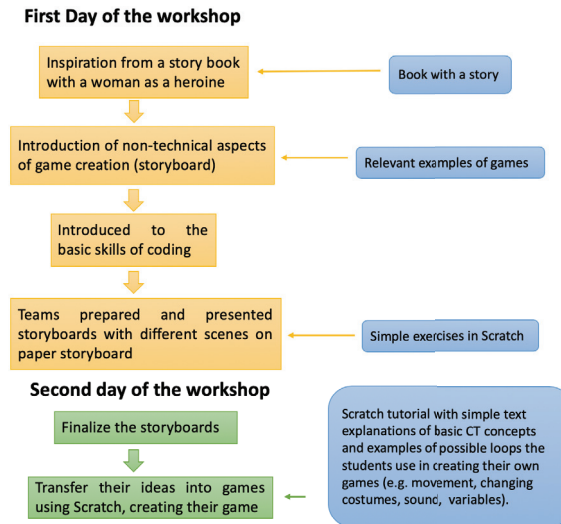 First Day of the workshop
Inspiration from a story book
with a woman as a heroine
Book with a story
Introduction of non-technical aspects
of game creation (storyboard)
Relevant examples of games
Introduced to the
basic skills of coding
Teams prepared and presented
storyboards with different scenes on
paper storyboard
Simple exercises in Scratch
Second day of the workshop
Finalize the storyboards
Scratch tutorial with simple text
explanations of basic CT concepts
and examples of possible loops the
students use in creating their own
games (e.g. movement, changing
costumes, sound, variables).
Transfer their ideas into games
using Scratch, creating their game